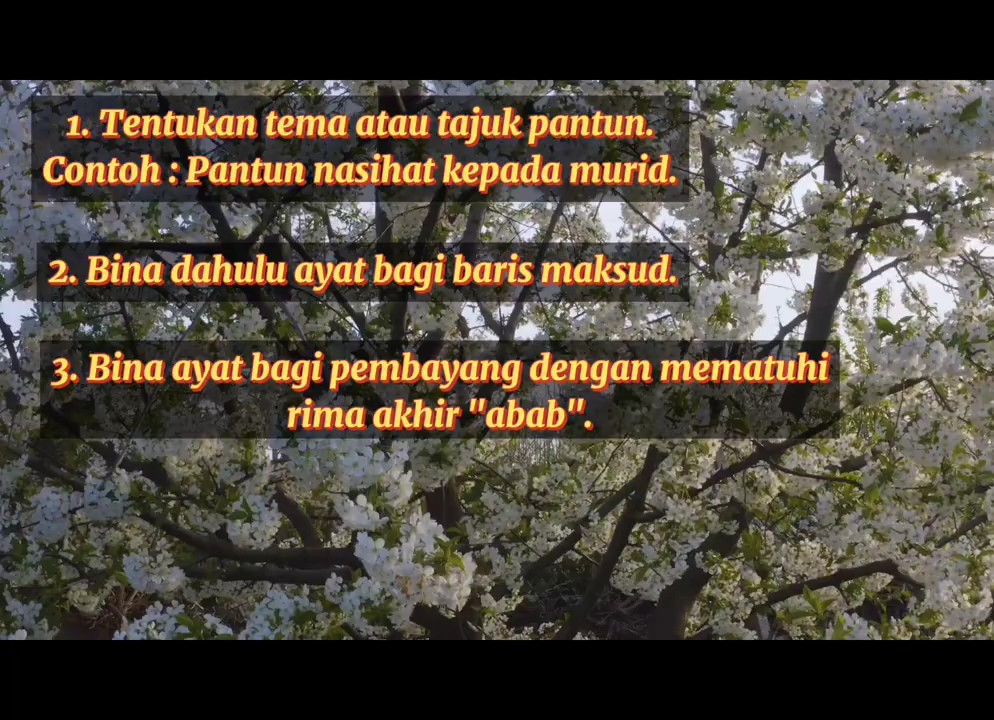 1. Tentukan tema atau tajuk pantun.
Contoh : Pantun nasihat kepada murid.
2. Bina dahulu ayat bagi baris maksud.
3. Bina ayat bagi pembayang dengan mematuhi
rima akhir "abab".